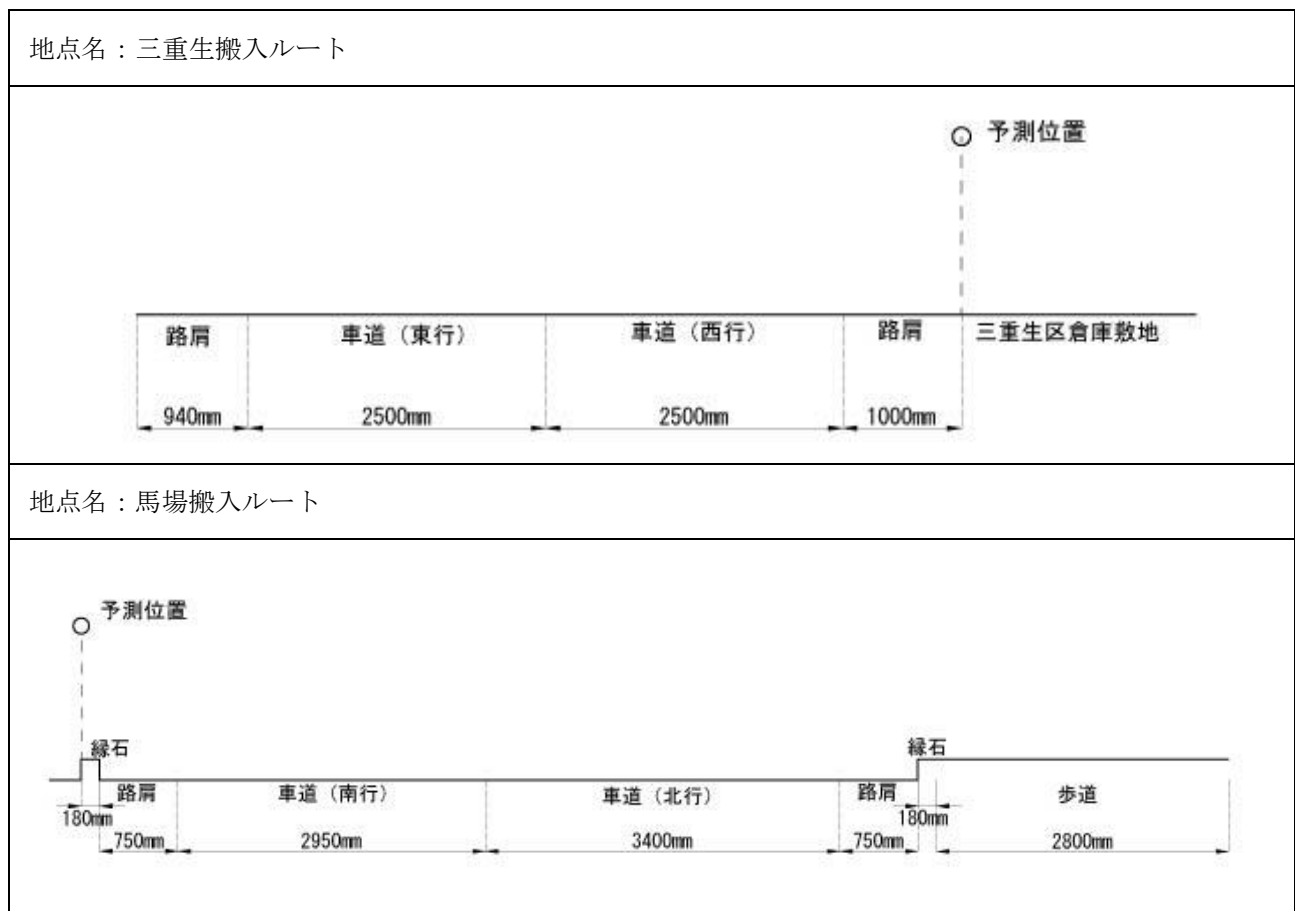 地点名：三重生搬入ルート
予測位置
路肩
車道（東行）
車道（西行）
路肩
三重生区倉庫敷地
940mm
2500mm
2500mm
1000mm
地点名：馬場搬入ルート
予測位置
縁石
縁石
路肩
車道（南行）
車道（北行）
路肩
歩道
180mm
180mm
750mm
2950mm
3400mm
750mm
2800mm